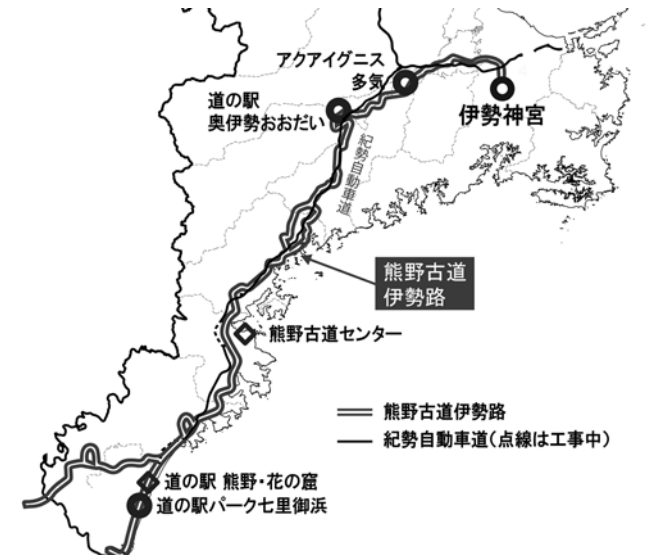 アクアイグニス
多気
道の駅
奥伊勢おおだい
伊勢神宮
紀勢自動車道
熊野古道
伊勢路
熊野古道センター
熊野古道伊勢路
紀勢自動車道(点線は工事中)
道の駅 熊野・花の窟
道の駅パーク七里御浜